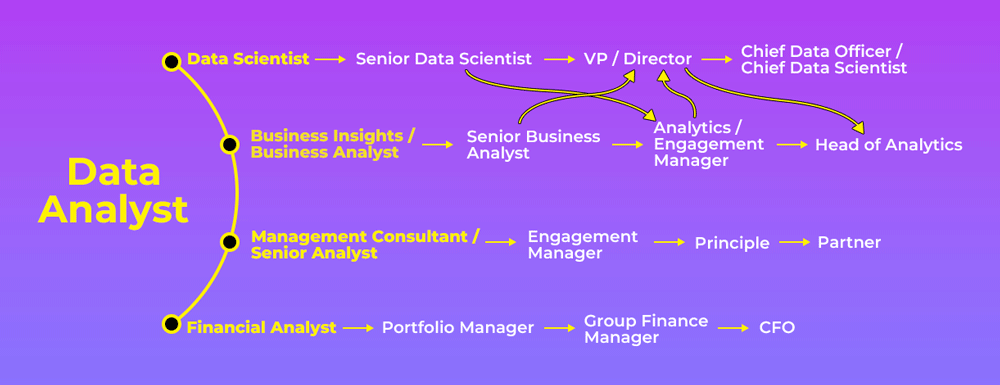 Data
Analyst
Data Scientist
Senior Data Scientist
VP / Director
Chief Data Officer /
Chief Data Scientist
Business Insights /
Business Analyst
Senior Business
Analyst
Analytics /
Engagement
Manager
Head of Analytics
Management Consultant /
Senior Analyst
Engagement
Manager
Principle
Partner
Financial Analyst
Portfolio Manager
Group Finance
Manager
CFO